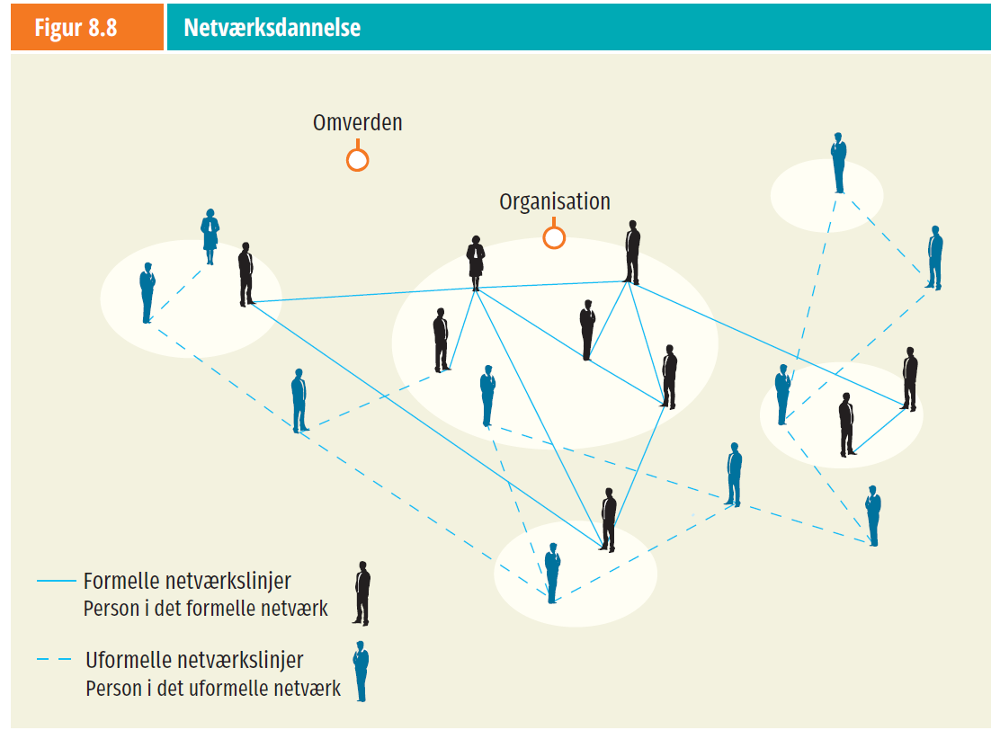 Figur 8.8
Netværksdannelse
Omverden
Organisation
Formelle netværkslinjer
Person i det formelle netværk
Uformelle netværkslinjer
Person i det uformelle netværk